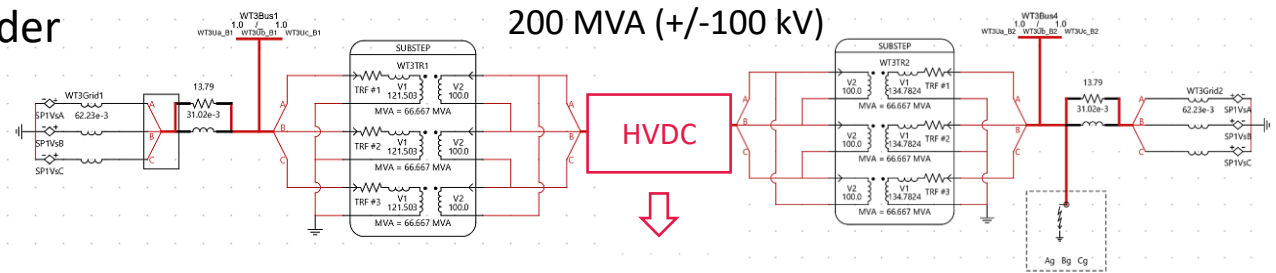 der
200 MVA (+/-100 kV)
WT3Bus1
1.0 / 1.0
WT3Ua_B1 WT3Ub_B1 WT3Uc_B1
SUBSTEP
WT3TR1
TRF #1
V1
121.503
V2
100.0
MVA = 66.667 MVA
TRF #2
V1
121.503
V2
100.0
MVA = 66.667 MVA
TRF #3
V1
121.503
V2
100.0
MVA = 66.667 MVA
WT3Grid1
62.23e-3
SP1VsA
SP1VsB
SP1VsC
A
B
C
13.79
31.02e-3
A
B
C
A
B
C
HVDC
A
B
C
SUBSTEP
WT3TR2
V2
100.0
V1
134.7824
TRF #1
MVA = 66.667 MVA
V2
100.0
V1
134.7824
TRF #2
MVA = 66.667 MVA
V2
100.0
V1
134.7824
TRF #3
MVA = 66.667 MVA
WT3Bus4
1.0 / 1.0
WT3Ua_B2 WT3Ub_B2 WT3Uc_B2
A
B
C
13.79
31.02e-3
A
B
C
WT3Grid2
62.23e-3
SP1VsA
SP1VsB
SP1VsC
Ag Bg Cg